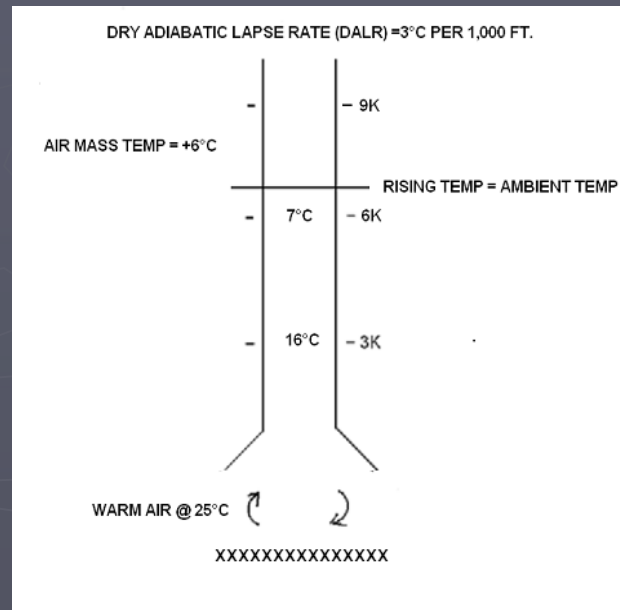 DRY ADIABATIC LAPSE RATE (DALR) =3°C PER 1,000 FT.
– 9K
AIR MASS TEMP = +6°C
RISING TEMP = AMBIENT TEMP
7°C – 6K
16°C – 3K
WARM AIR @ 25°C
XXXXXXXXXXXXXXX